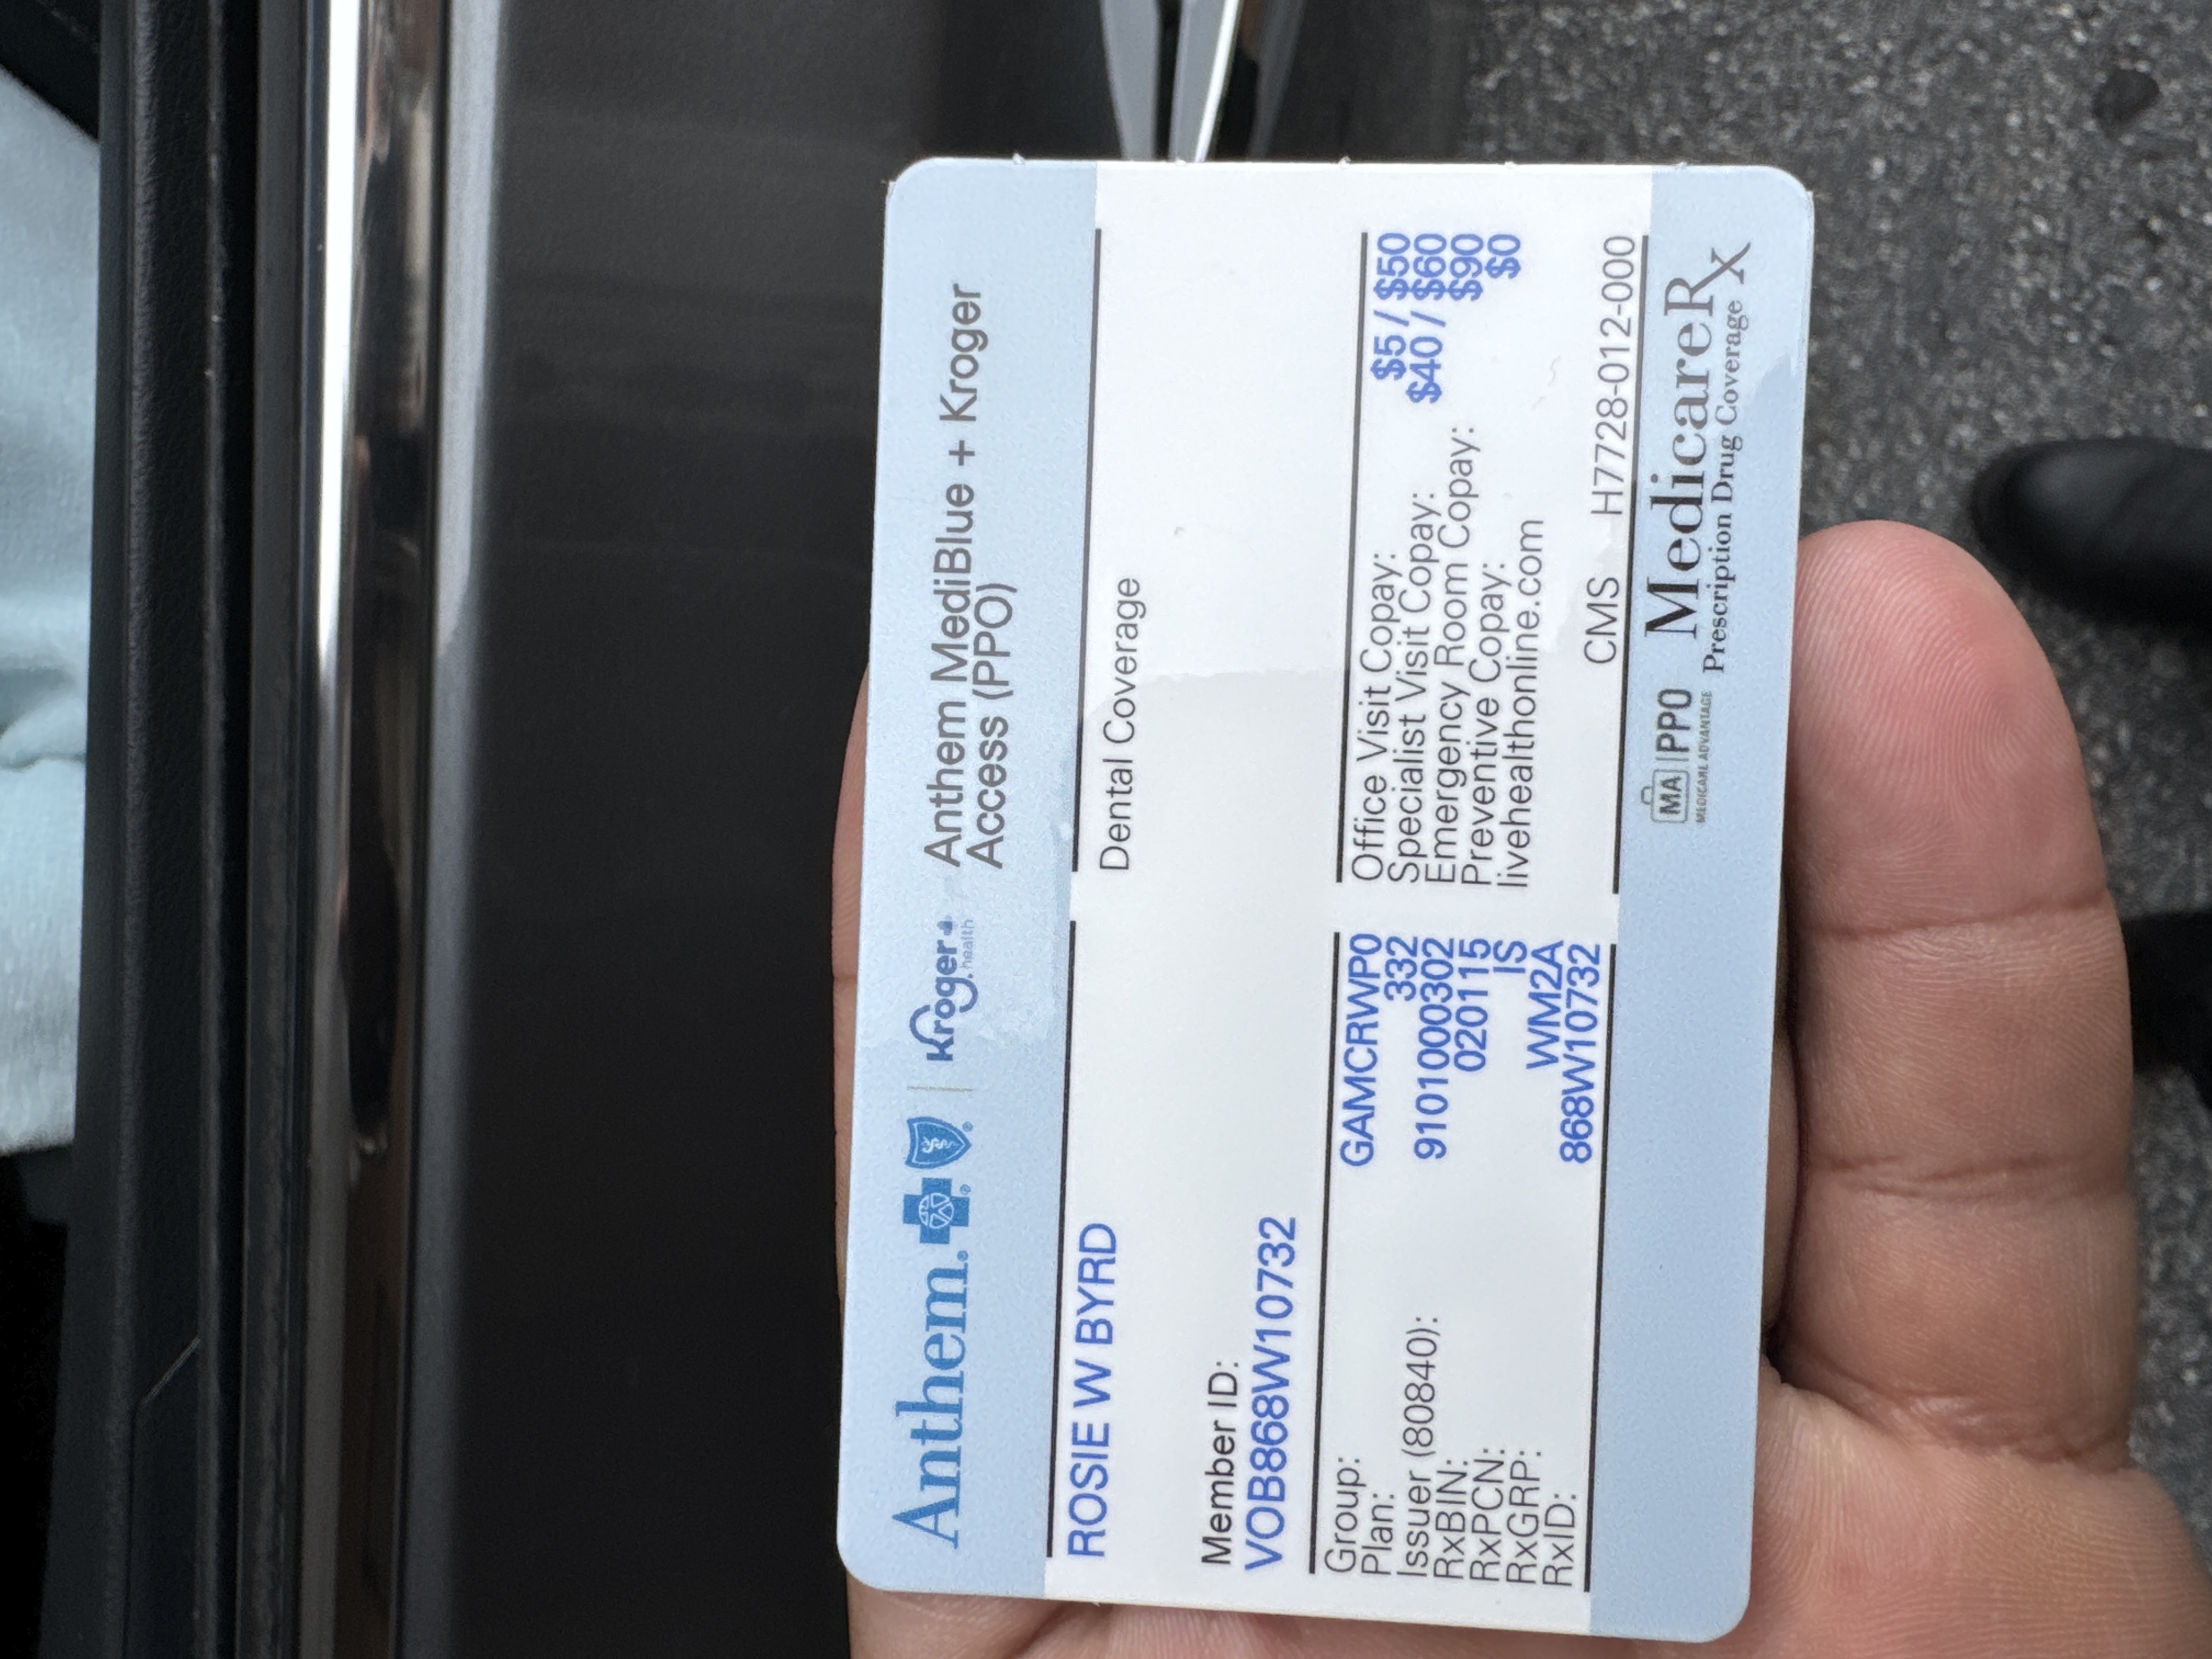 Anthem. Kroger health Anthem MediBlue + Kroger
Access (PPO)
ROSIE W BYRD
Member ID:
VOB868W10732
Dental Coverage
Group: GAMCRWP0
Plan: 332
Issuer (80840): 9101000302
RxBIN: 020115
RxPCN: IS
RxGRP: WM2A
RxID: 868W10732
Office Visit Copay: $5 / $50
Specialist Visit Copay: $40 / $60
Emergency Room Copay: $90
Preventive Copay: $0
livehealthonline.com
CMS H7728-012-000
MA PPO
MEDICARE ADVANTAGE
MedicareRx
Prescription Drug Coverage